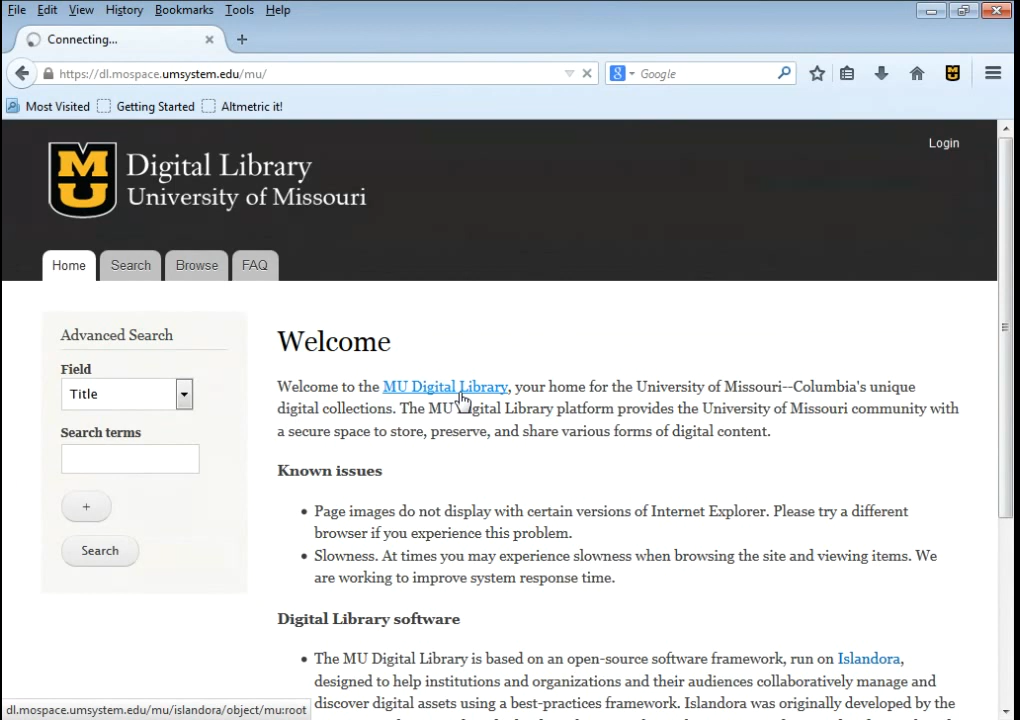 File Edit View History Bookmarks Tools Help
Connecting...
https://dl.mospace.umsystem.edu/mu/
Google
Most Visited Getting Started Altmetric it!
Login
MU Digital Library
University of Missouri
Home Search Browse FAQ
Advanced Search
Field
Title
Search terms
+
Search
Welcome
Welcome to the MU Digital Library, your home for the University of Missouri--Columbia's unique
digital collections. The MU Digital Library platform provides the University of Missouri community with
a secure space to store, preserve, and share various forms of digital content.
Known issues
• Page images do not display with certain versions of Internet Explorer. Please try a different
browser if you experience this problem.
• Slowness. At times you may experience slowness when browsing the site and viewing items. We
are working to improve system response time.
Digital Library software
• The MU Digital Library is based on an open-source software framework, run on Islandora,
designed to help institutions and organizations and their audiences collaboratively manage and
discover digital assets using a best-practices framework. Islandora was originally developed by the
dl.mospace.umsystem.edu/mu/islandora/object/mu:root